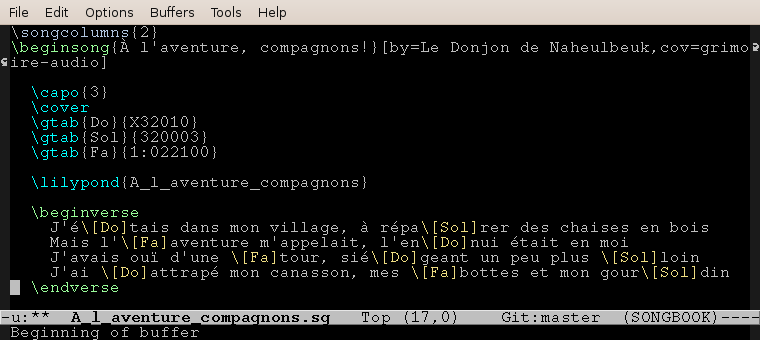 File Edit Options Buffers Tools Help
\songcolumns{2}
\beginsong{À l'aventure, compagnons!}[by=Le Donjon de Naheulbeuk,cov=grimo
ire-audio]
\capo{3}
\cover
\gtab{Do}{X32010}
\gtab{Sol}{320003}
\gtab{Fa}{1:022100}
\lilypond{A_l_aventure_compagnons}
\beginverse
J'é\[Do]tais dans mon village, à répa\[Sol]rer des chaises en bois
Mais l'\[Fa]aventure m'appelait, l'en\[Do]nui était en moi
J'avais ouï d'une \[Fa]tour, sié\[Do]geant un peu plus \[Sol]loin
J'ai \[Do]attrapé mon canasson, mes \[Fa]bottes et mon gour\[Sol]din
\endverse
-u:** A_l_aventure_compagnons.sg Top (17,0) Git:master (SONGBOOK)----
Beginning of buffer